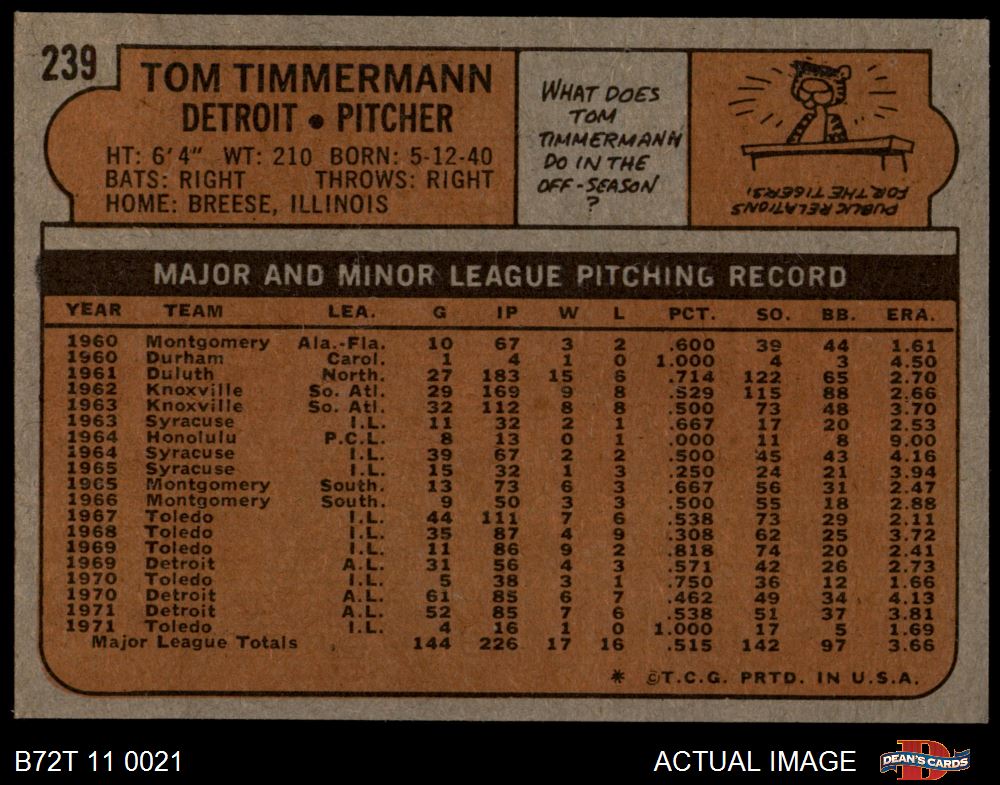 239
TOM TIMMERMANN
DETROIT • PITCHER
HT: 6'4" WT: 210 BORN: 5-12-40
BATS: RIGHT THROWS: RIGHT
HOME: BREESE, ILLINOIS
WHAT DOES
TOM
TIMMERMANN
DO IN THE
OFF-SEASON
?
PUBLIC RELATIONS
FOR THE TIGERS.
MAJOR AND MINOR LEAGUE PITCHING RECORD
YEAR TEAM LEA. G IP W L PCT. SO. BB. ERA.
1960 Montgomery Ala.-Fla. 10 67 3 2 .600 39 44 1.61
1960 Durham Carol. 1 4 1 0 1.000 4 3 4.50
1961 Duluth North. 27 183 15 6 .714 122 65 2.70
1962 Knoxville So. Atl. 29 169 9 8 .529 115 88 2.66
1963 Knoxville So. Atl. 32 112 8 8 .500 73 48 3.70
1963 Syracuse I.L. 11 32 2 1 .667 17 20 2.53
1964 Honolulu P.C.L. 8 13 0 1 .000 11 8 9.00
1964 Syracuse I.L. 39 67 2 2 .500 45 43 4.16
1965 Syracuse I.L. 15 32 1 3 .250 24 21 3.94
1965 Montgomery South. 13 73 6 3 .667 56 31 2.47
1966 Montgomery South. 9 50 3 3 .500 55 18 2.88
1967 Toledo I.L. 44 111 7 6 .538 73 29 2.11
1968 Toledo I.L. 35 87 4 9 .308 62 25 3.72
1969 Toledo I.L. 11 86 9 2 .818 74 20 2.41
1969 Detroit A.L. 31 56 4 3 .571 42 26 2.73
1970 Toledo I.L. 5 38 3 1 .750 36 12 1.66
1970 Detroit A.L. 61 85 6 7 .462 49 34 4.13
1971 Detroit A.L. 52 85 7 6 .538 51 37 3.81
1971 Toledo I.L. 4 16 1 0 1.000 17 5 1.69
Major League Totals 144 226 17 16 .515 142 97 3.66
* ©T.C.G. PRTD. IN U.S.A.
B72T 11 0021
ACTUAL IMAGE
D
DEAN'S CARDS